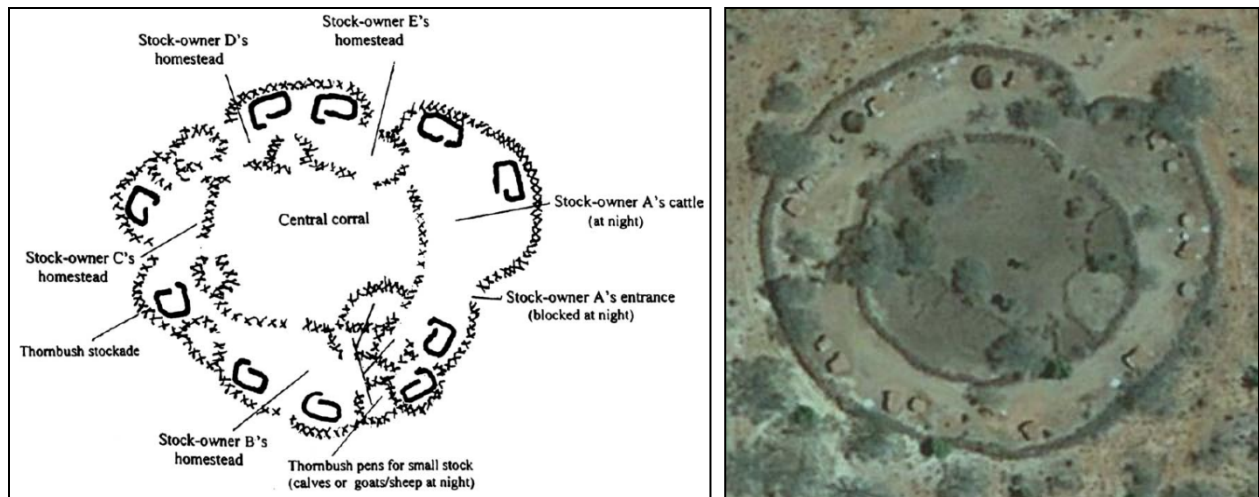 Stock-owner E's
homestead
Stock-owner D's
homestead
Central corral
Stock-owner A's cattle
(at night)
Stock-owner C's
homestead
Stock-owner A's entrance
(blocked at night)
Thornbush stockade
Stock-owner B's
homestead
Thornbush pens for small stock
(calves or goats/sheep at night)